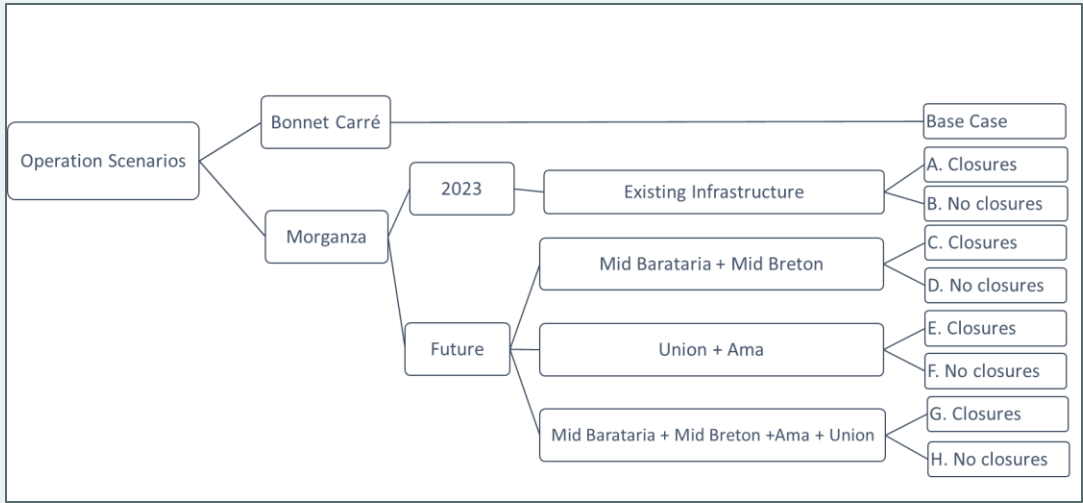 Operation Scenarios
Bonnet Carré
Base Case
Morganza
2023
Existing Infrastructure
A. Closures
B. No closures
Future
Mid Barataria + Mid Breton
C. Closures
D. No closures
Union + Ama
E. Closures
F. No closures
Mid Barataria + Mid Breton +Ama + Union
G. Closures
H. No closures